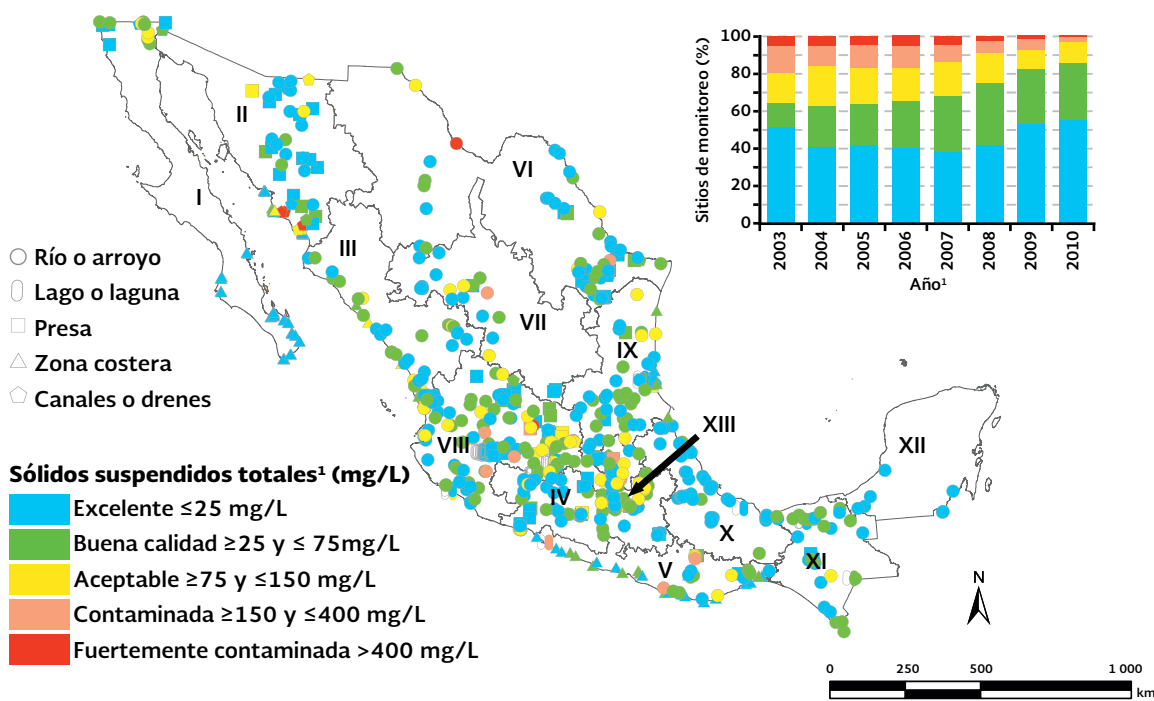 100
80
60
40
20
0
Sitios de monitoreo (%)
2003 2004 2005 2006 2007 2008 2009 2010
Año¹
I
II
III
VI
VII
IX
VIII
IV
V
X
XI
XII
XIII
Río o arroyo
Lago o laguna
Presa
Zona costera
Canales o drenes
Sólidos suspendidos totales¹ (mg/L)
Excelente ≤25 mg/L
Buena calidad ≥25 y ≤ 75mg/L
Aceptable ≥75 y ≤150 mg/L
Contaminada ≥150 y ≤400 mg/L
Fuertemente contaminada >400 mg/L
N
0 250 500 1 000
km